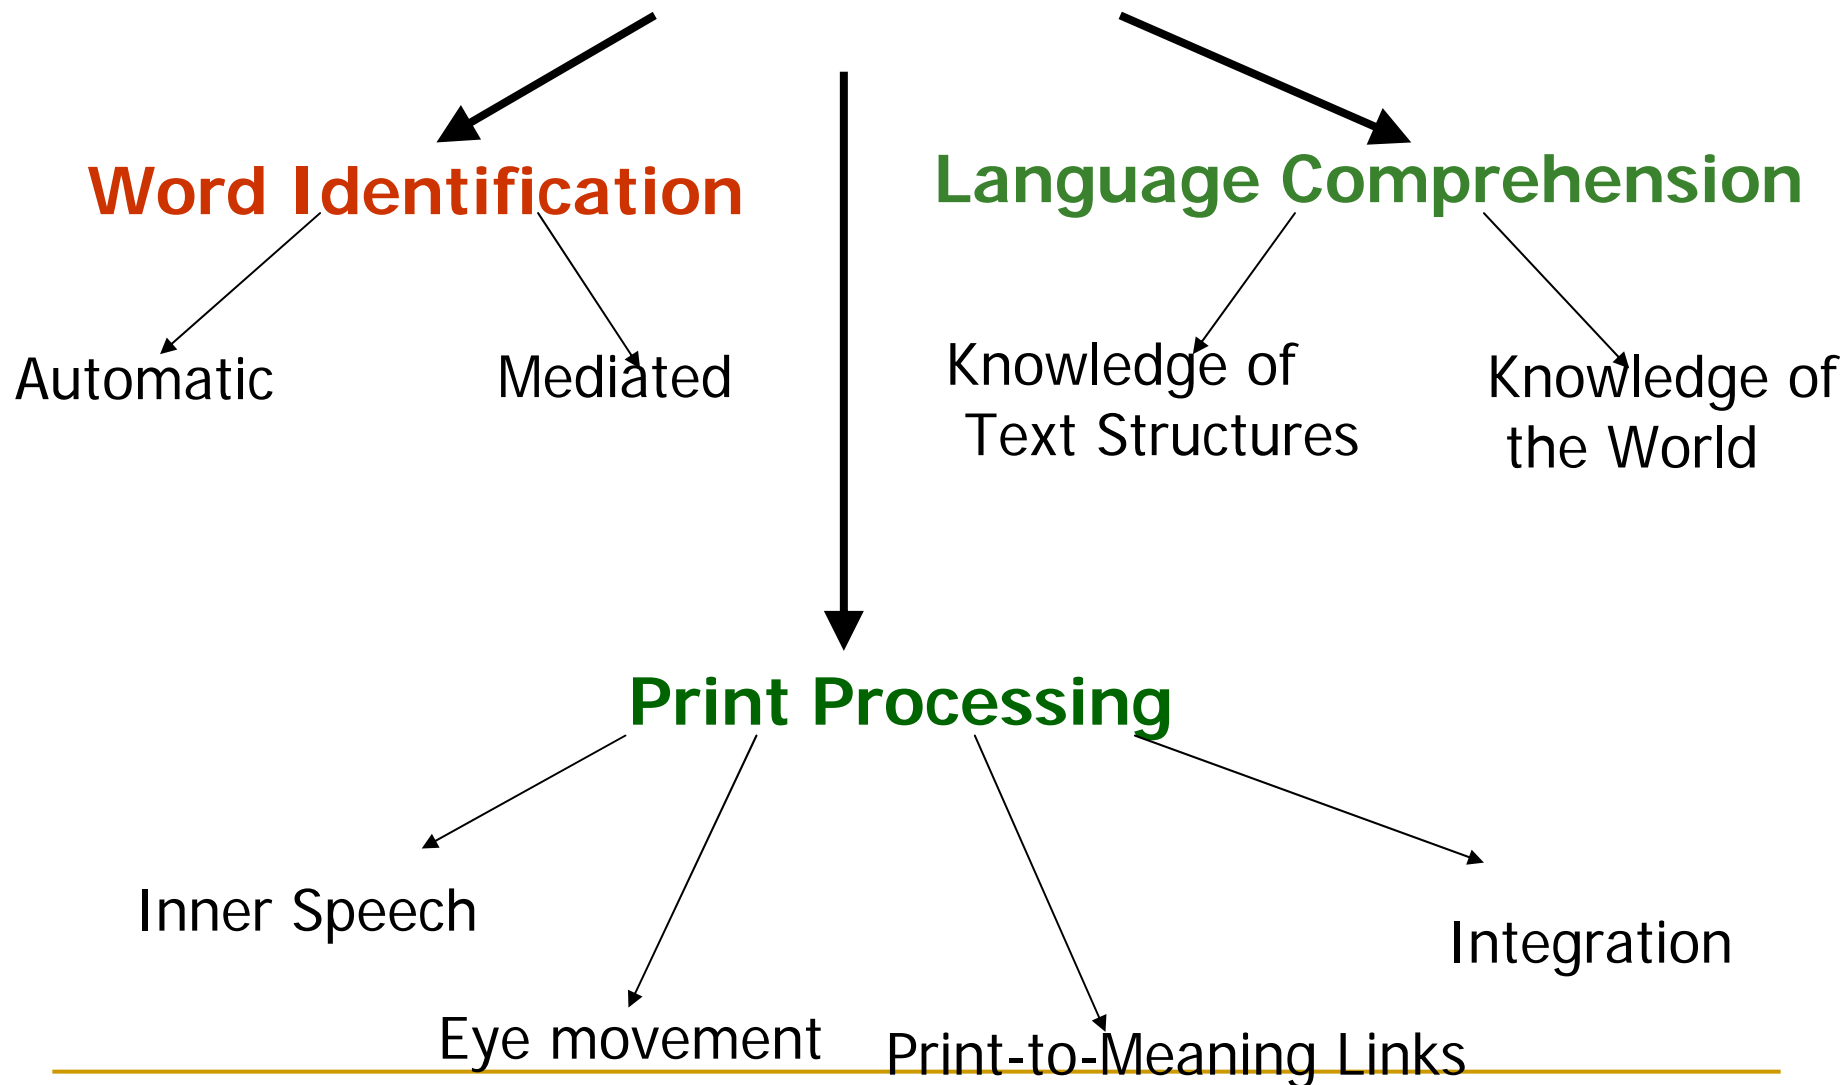 Word Identification
Language Comprehension
Automatic
Mediated
Knowledge of
Text Structures
Knowledge of
the World
Print Processing
Inner Speech
Integration
Eye movement
Print-to-Meaning Links